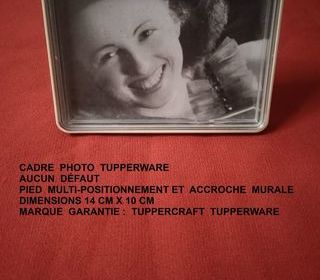 CADRE PHOTO TUPPERWARE
AUCUN DÉFAUT
PIED MULTI-POSITIONNEMENT ET ACCROCHE MURALE
DIMENSIONS 14 CM X 10 CM
MARQUE GARANTIE : TUPPERCRAFT TUPPERWARE